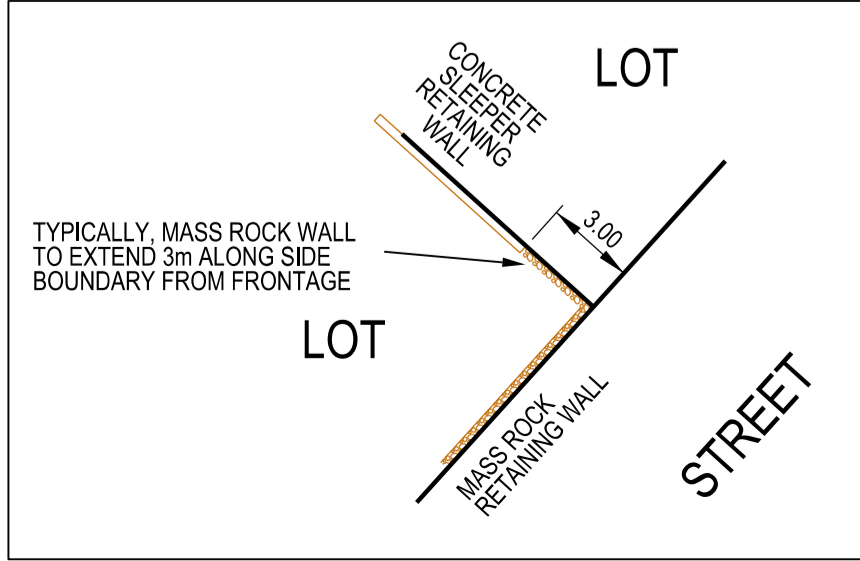 LOT
CONCRETE
SLEEPER
RETAINING
WALL
3.00
TYPICALLY, MASS ROCK WALL
TO EXTEND 3m ALONG SIDE
BOUNDARY FROM FRONTAGE
LOT
MASS ROCK
RETAINING WALL
STREET